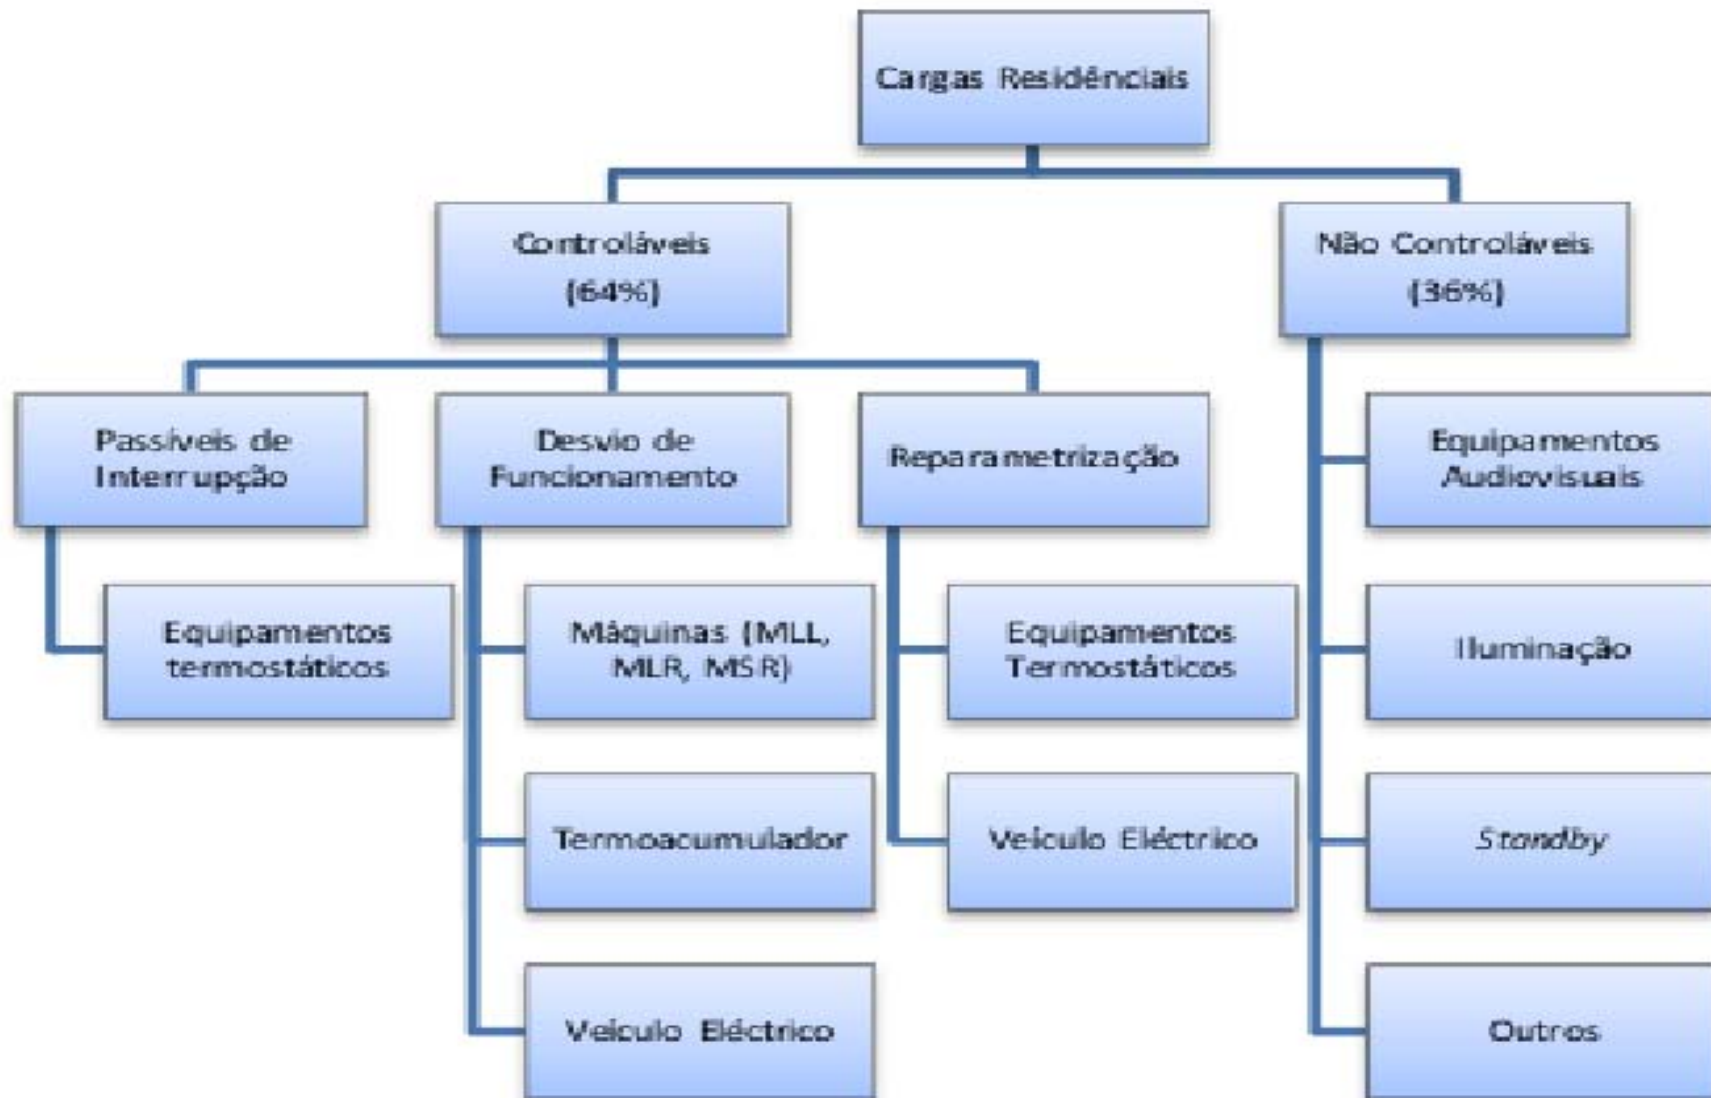 Cargas Residênciais
Controláveis
(64%)
Não Controláveis
(36%)
Passíveis de
Interrupção
Desvio de
Funcionamento
Reparametrização
Equipamentos
Audiovisuais
Equipamentos
termostáticos
Máquinas (MLL,
MLR, MSR)
Equipamentos
Termostáticos
Iluminação
Termoacumulador
Veículo Eléctrico
Standby
Veículo Eléctrico
Outros